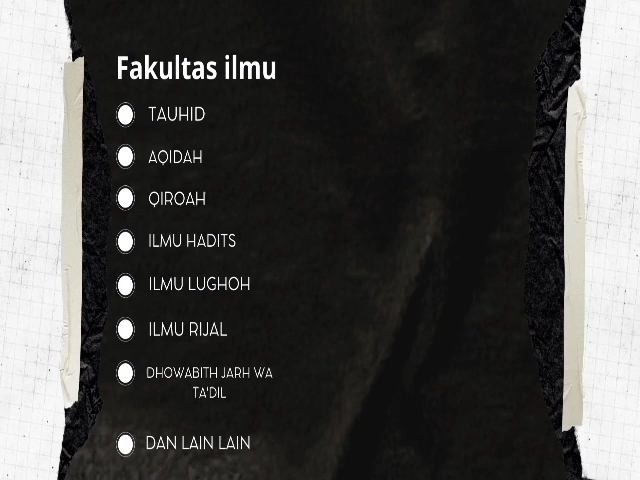 Fakultas ilmu
TAUHID
AQIDAH
QIROAH
ILMU HADITS
ILMU LUGHOH
ILMU RIJAL
DHOWABITH JARH WA
TA'DIL
DAN LAIN LAIN